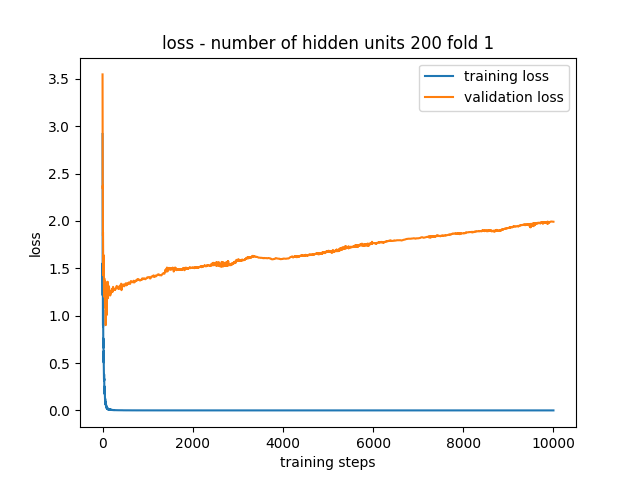 loss - number of hidden units 200 fold 1
training loss
validation loss
3.5
3.0
2.5
2.0
1.5
1.0
0.5
0.0
loss
0 2000 4000 6000 8000 10000
training steps